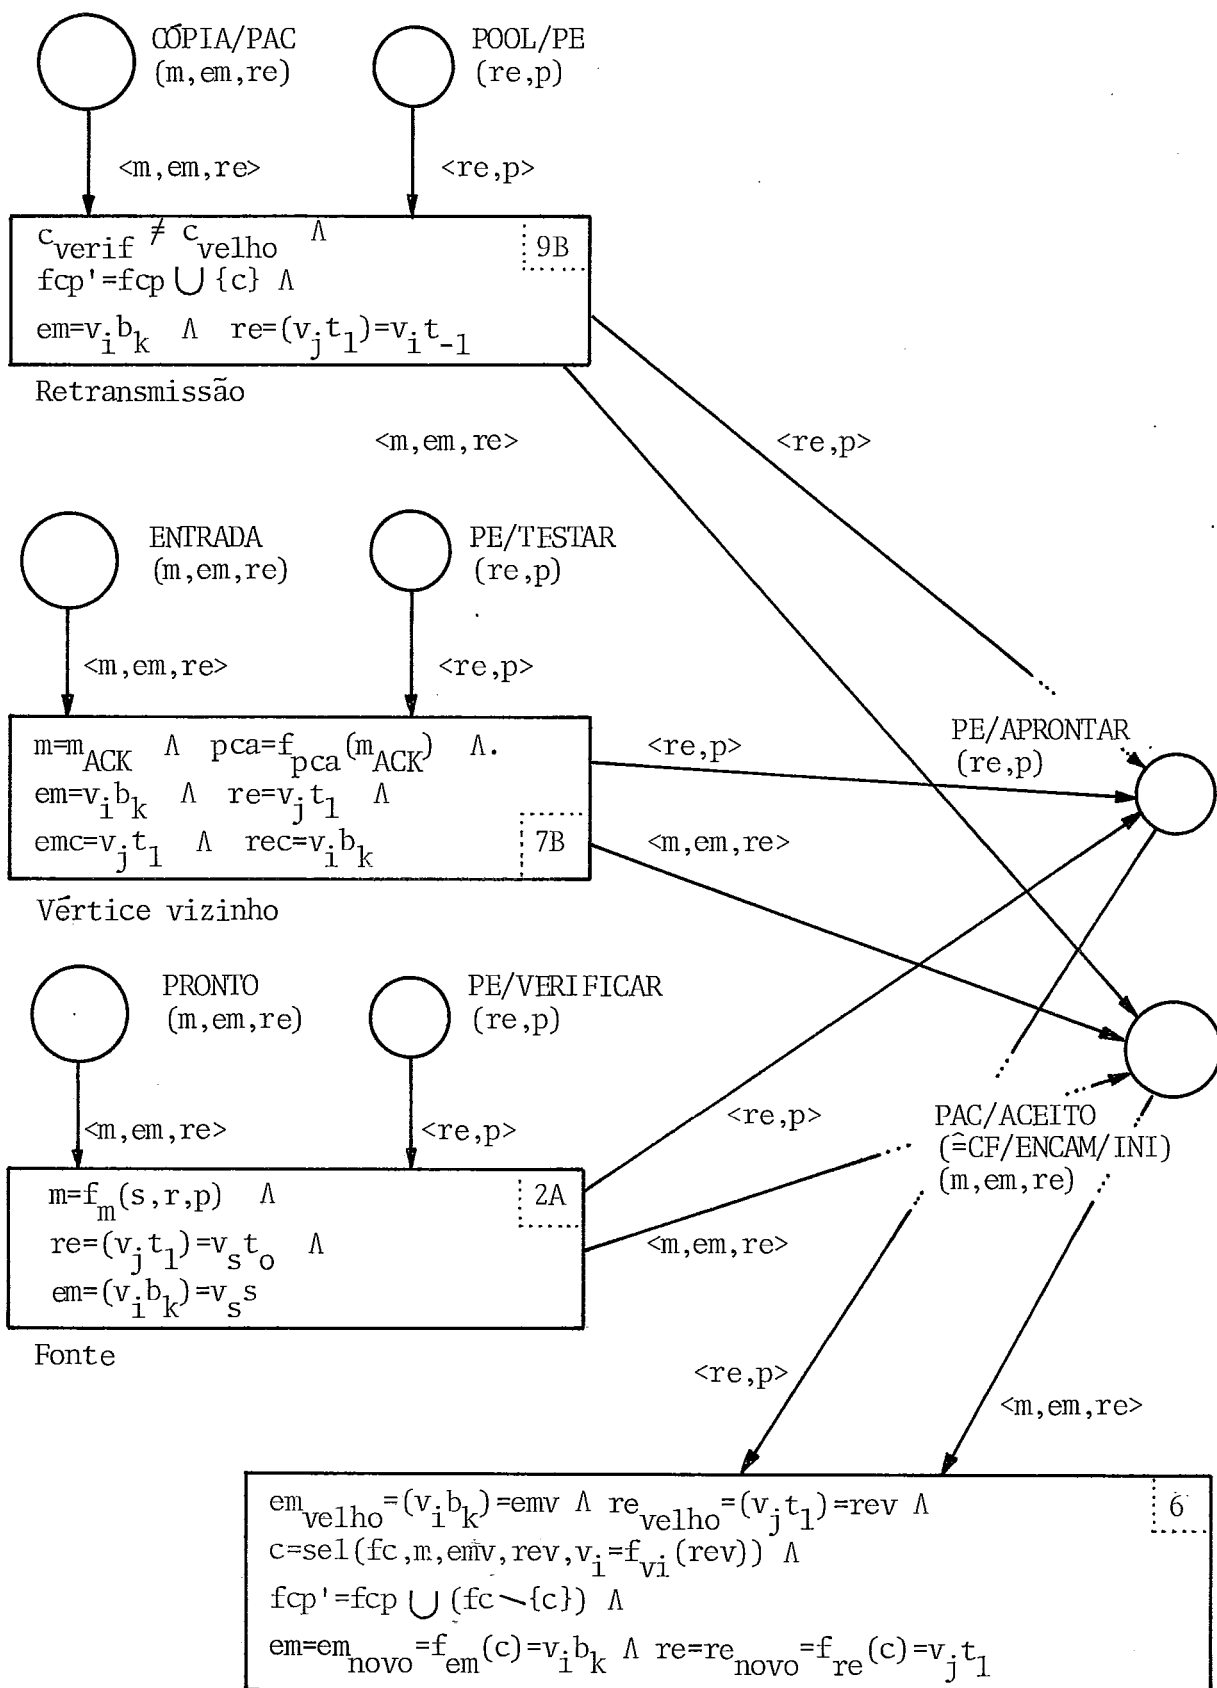 CÓPIA/PAC
(m,em,re)
POOL/PE
(re,p)
<m,em,re>
<re,p>
c_verif ≠ c_velho Λ
9B
fcp'=fcp ∪ {c} Λ
em=v_i b_k Λ re=(v_j t_1)=v_i t_-1
Retransmissão
<m,em,re>
<re,p>
ENTRADA
(m,em,re)
PE/TESTAR
(re,p)
<m,em,re>
<re,p>
m=m_ACK Λ pca=f_pca(m_ACK) Λ.
em=v_i b_k Λ re=v_j t_1 Λ
emc=v_j t_1 Λ rec=v_i b_k
7B
Vértice vizinho
<re,p>
<m,em,re>
PE/APRONTAR
(re,p)
PRONTO
(m,em,re)
PE/VERIFICAR
(re,p)
<m,em,re>
<re,p>
m=f_m(s,r,p) Λ
2A
re=(v_j t_1)=v_s t_o Λ
em=(v_i b_k)=v_s s
Fonte
<re,p>
<m,em,re>
PAC/ACEITO
(≙CF/ENCAM/INI)
(m,em,re)
<re,p>
<m,em,re>
em_velho=(v_i b_k)=emv Λ re_velho=(v_j t_1)=rev Λ
6
c=sel(fc,m,emv,rev,v_i=f_vi(rev)) Λ
fcp'=fcp ∪ (fc∖{c}) Λ
em=em_novo=f_em(c)=v_i b_k Λ re=re_novo=f_re(c)=v_j t_1